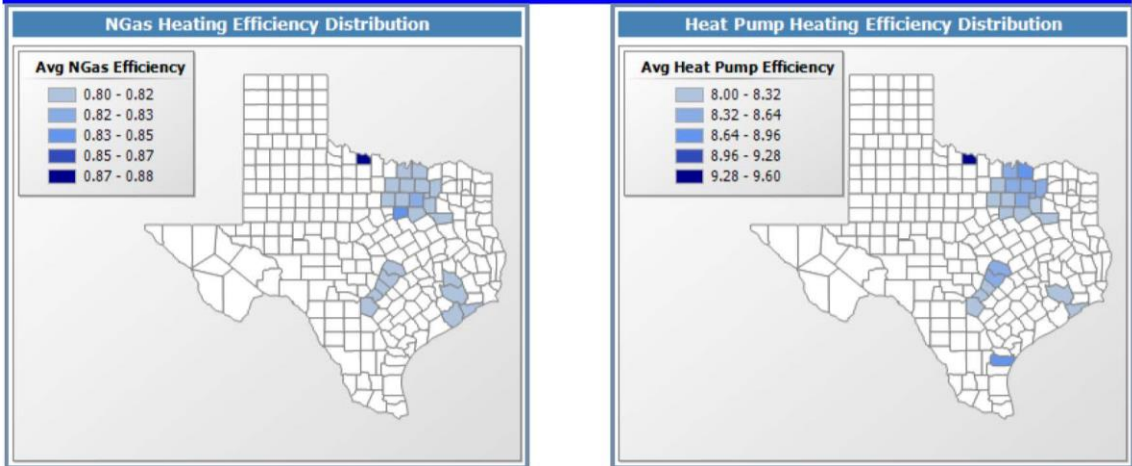 NGas Heating Efficiency Distribution
Avg NGas Efficiency
0.80 - 0.82
0.82 - 0.83
0.83 - 0.85
0.85 - 0.87
0.87 - 0.88
Heat Pump Heating Efficiency Distribution
Avg Heat Pump Efficiency
8.00 - 8.32
8.32 - 8.64
8.64 - 8.96
8.96 - 9.28
9.28 - 9.60